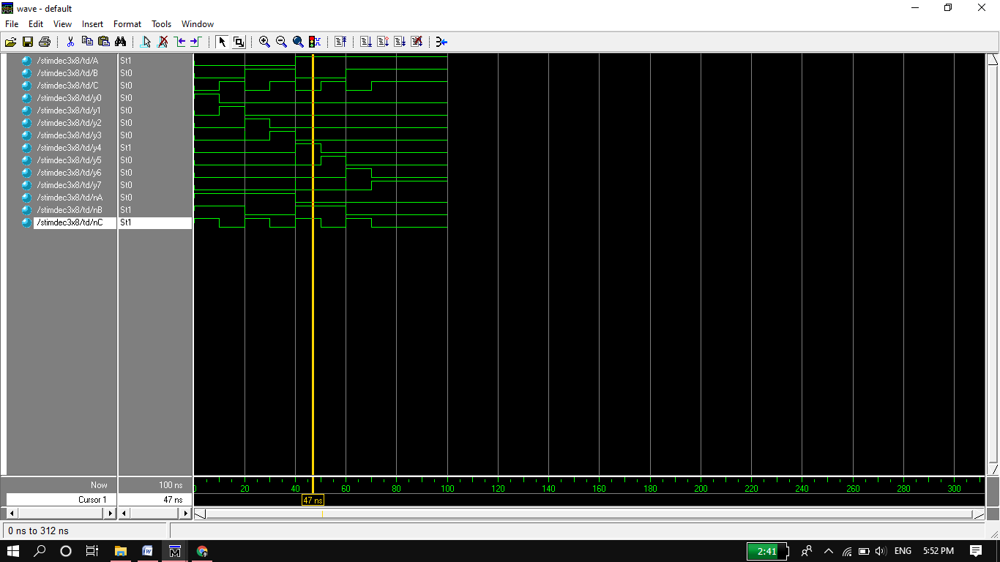 wave - default
File Edit View Insert Format Tools Window
/stimdec3x8/td/A St1
/stimdec3x8/td/B St0
/stimdec3x8/td/C St0
/stimdec3x8/td/y0 St0
/stimdec3x8/td/y1 St0
/stimdec3x8/td/y2 St0
/stimdec3x8/td/y3 St0
/stimdec3x8/td/y4 St1
/stimdec3x8/td/y5 St0
/stimdec3x8/td/y6 St0
/stimdec3x8/td/y7 St0
/stimdec3x8/td/nA St0
/stimdec3x8/td/nB St1
/stimdec3x8/td/nC St1
Now 100 ns 20 40 60 80 100 120 140 160 180 200 220 240 260 280 300
Cursor 1 47 ns 47 ns
0 ns to 312 ns
2:41 ENG 5:52 PM